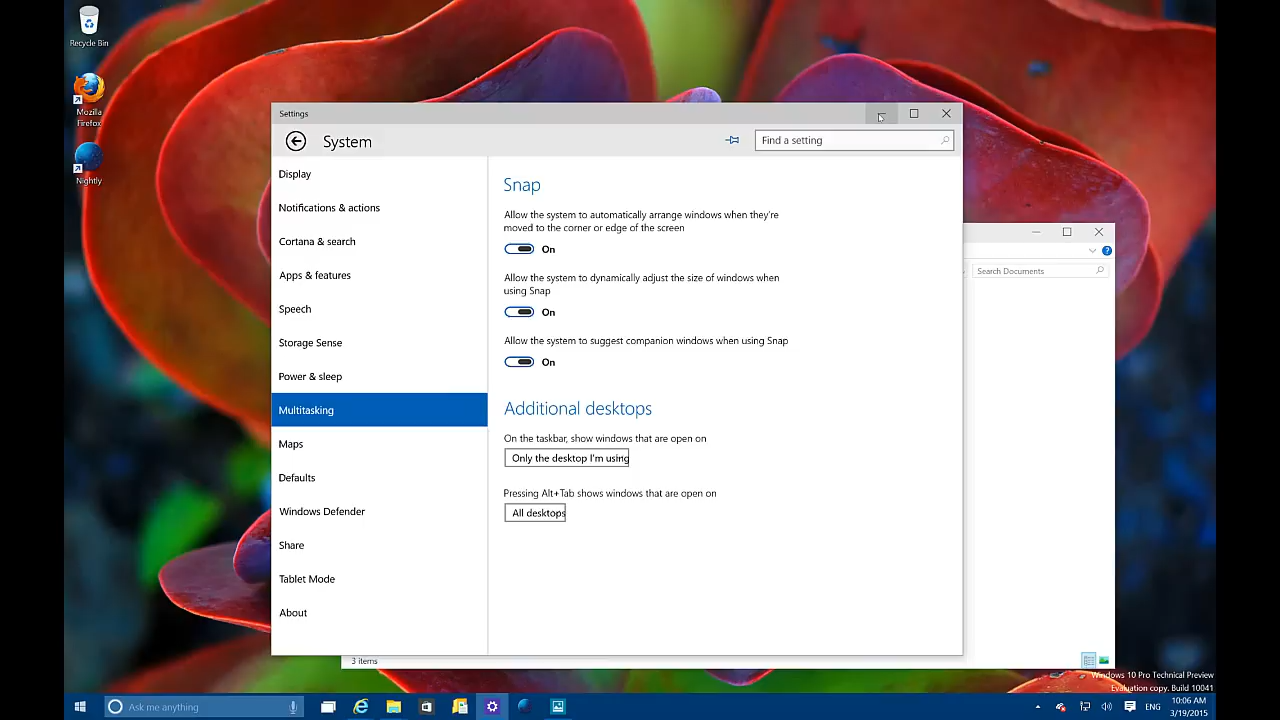 Recycle Bin
Mozilla
Firefox
Nightly
Settings
System
Find a setting
Display
Notifications & actions
Cortana & search
Apps & features
Speech
Storage Sense
Power & sleep
Multitasking
Maps
Defaults
Windows Defender
Share
Tablet Mode
About
Snap
Allow the system to automatically arrange windows when they're
moved to the corner or edge of the screen
On
Allow the system to dynamically adjust the size of windows when
using Snap
On
Allow the system to suggest companion windows when using Snap
On
Additional desktops
On the taskbar, show windows that are open on
Only the desktop I'm using
Pressing Alt+Tab shows windows that are open on
All desktops
Search Documents
3 items
Windows 10 Pro Technical Preview
Evaluation copy. Build 10041
Ask me anything
ENG
10:06 AM
3/19/2015